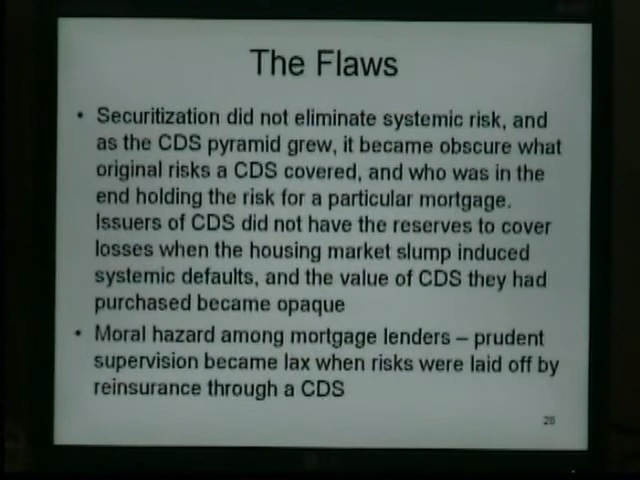 The Flaws
• Securitization did not eliminate systemic risk, and
as the CDS pyramid grew, it became obscure what
original risks a CDS covered, and who was in the
end holding the risk for a particular mortgage.
Issuers of CDS did not have the reserves to cover
losses when the housing market slump induced
systemic defaults, and the value of CDS they had
purchased became opaque
• Moral hazard among mortgage lenders – prudent
supervision became lax when risks were laid off by
reinsurance through a CDS